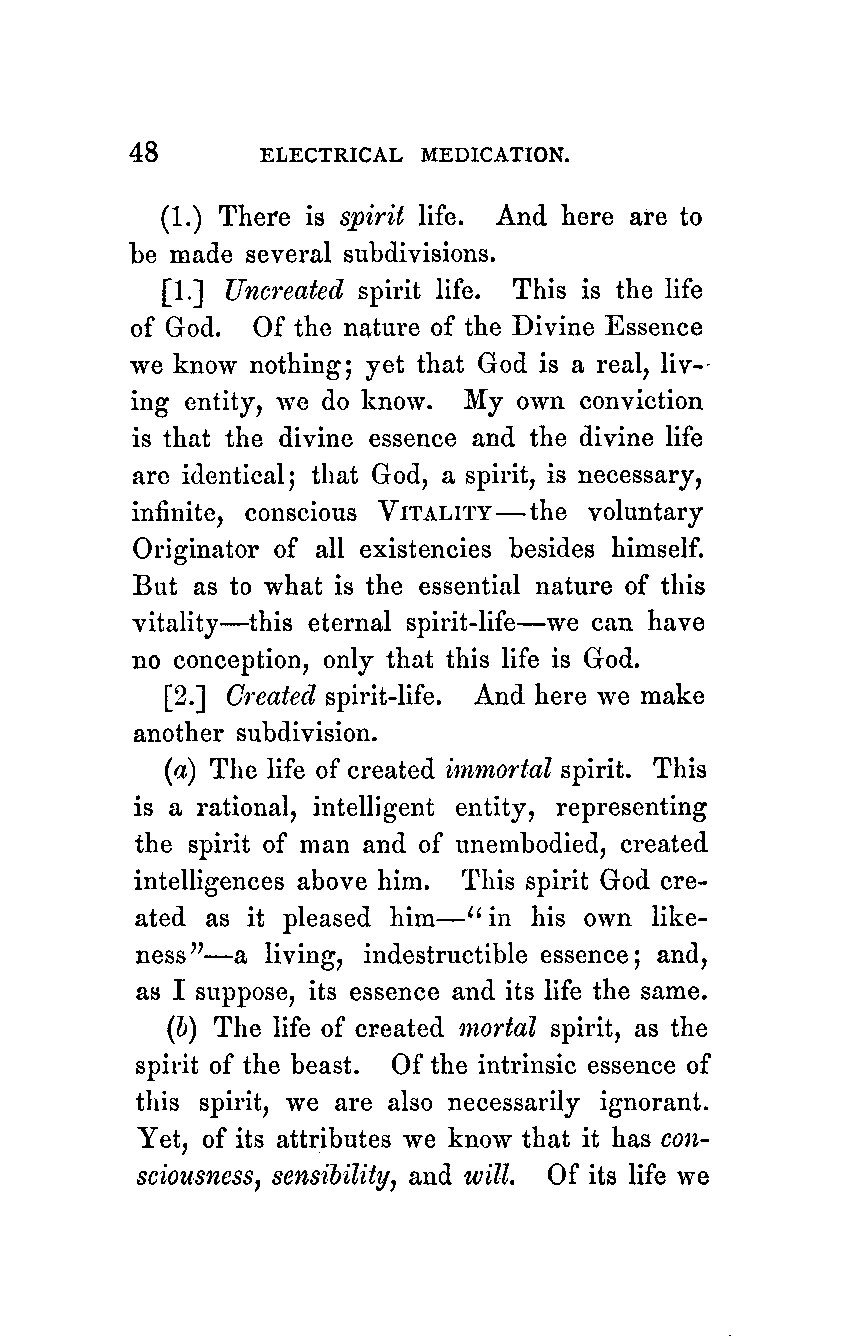 48 ELECTRICAL MEDICATION.
(1.) There is spirit life. And here are to
be made several subdivisions.
[1.] Uncreated spirit life. This is the life
of God. Of the nature of the Divine Essence
we know nothing; yet that God is a real, liv-
ing entity, we do know. My own conviction
is that the divine essence and the divine life
are identical; that God, a spirit, is necessary,
infinite, conscious VITALITY—the voluntary
Originator of all existencies besides himself.
But as to what is the essential nature of this
vitality—this eternal spirit-life—we can have
no conception, only that this life is God.
[2.] Created spirit-life. And here we make
another subdivision.
(a) The life of created immortal spirit. This
is a rational, intelligent entity, representing
the spirit of man and of unembodied, created
intelligences above him. This spirit God cre-
ated as it pleased him—“in his own like-
ness”—a living, indestructible essence; and,
as I suppose, its essence and its life the same.
(b) The life of created mortal spirit, as the
spirit of the beast. Of the intrinsic essence of
this spirit, we are also necessarily ignorant.
Yet, of its attributes we know that it has con-
sciousness, sensibility, and will. Of its life we